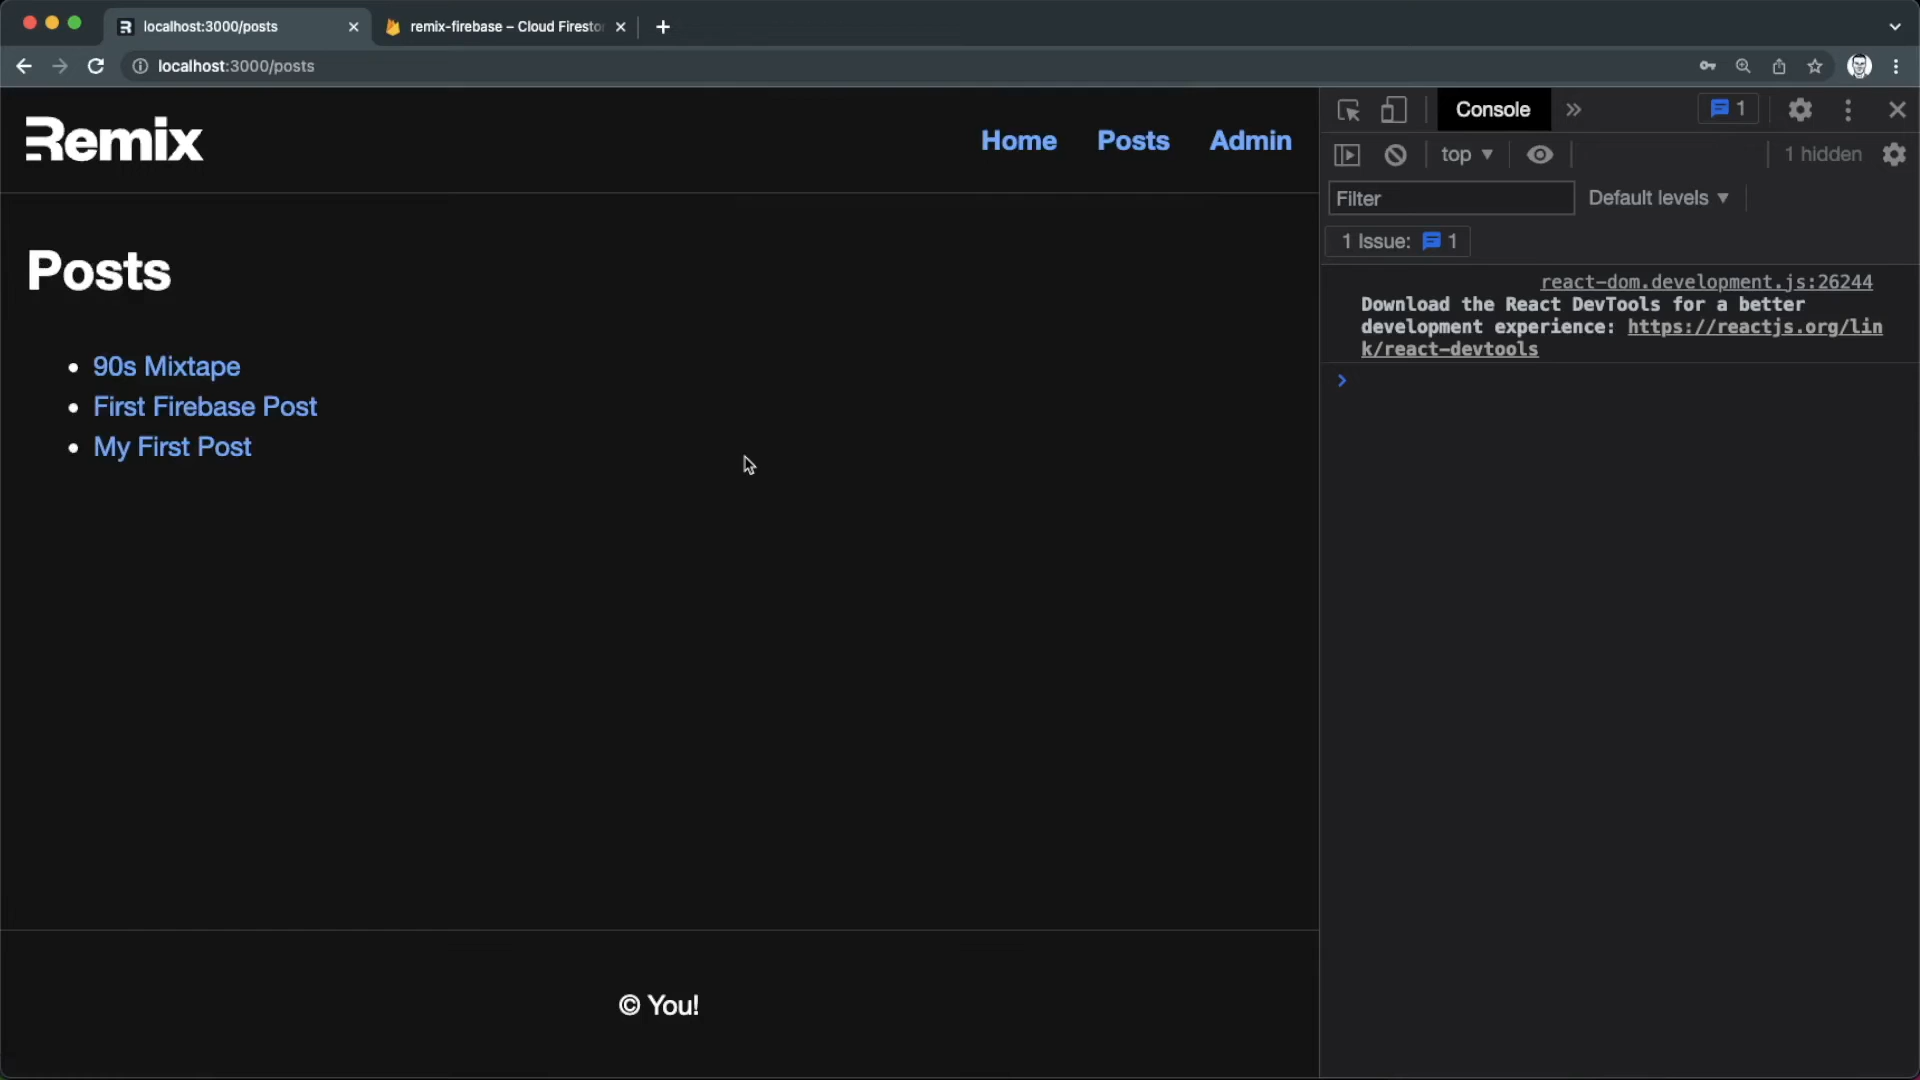 localhost:3000/posts
remix-firebase – Cloud Firestor
localhost:3000/posts
Remix
Home
Posts
Admin
Posts
90s Mixtape
First Firebase Post
My First Post
© You!
Console
1
top
1 hidden
Filter
Default levels
1 Issue: 1
react-dom.development.js:26244
Download the React DevTools for a better
development experience: https://reactjs.org/lin
k/react-devtools